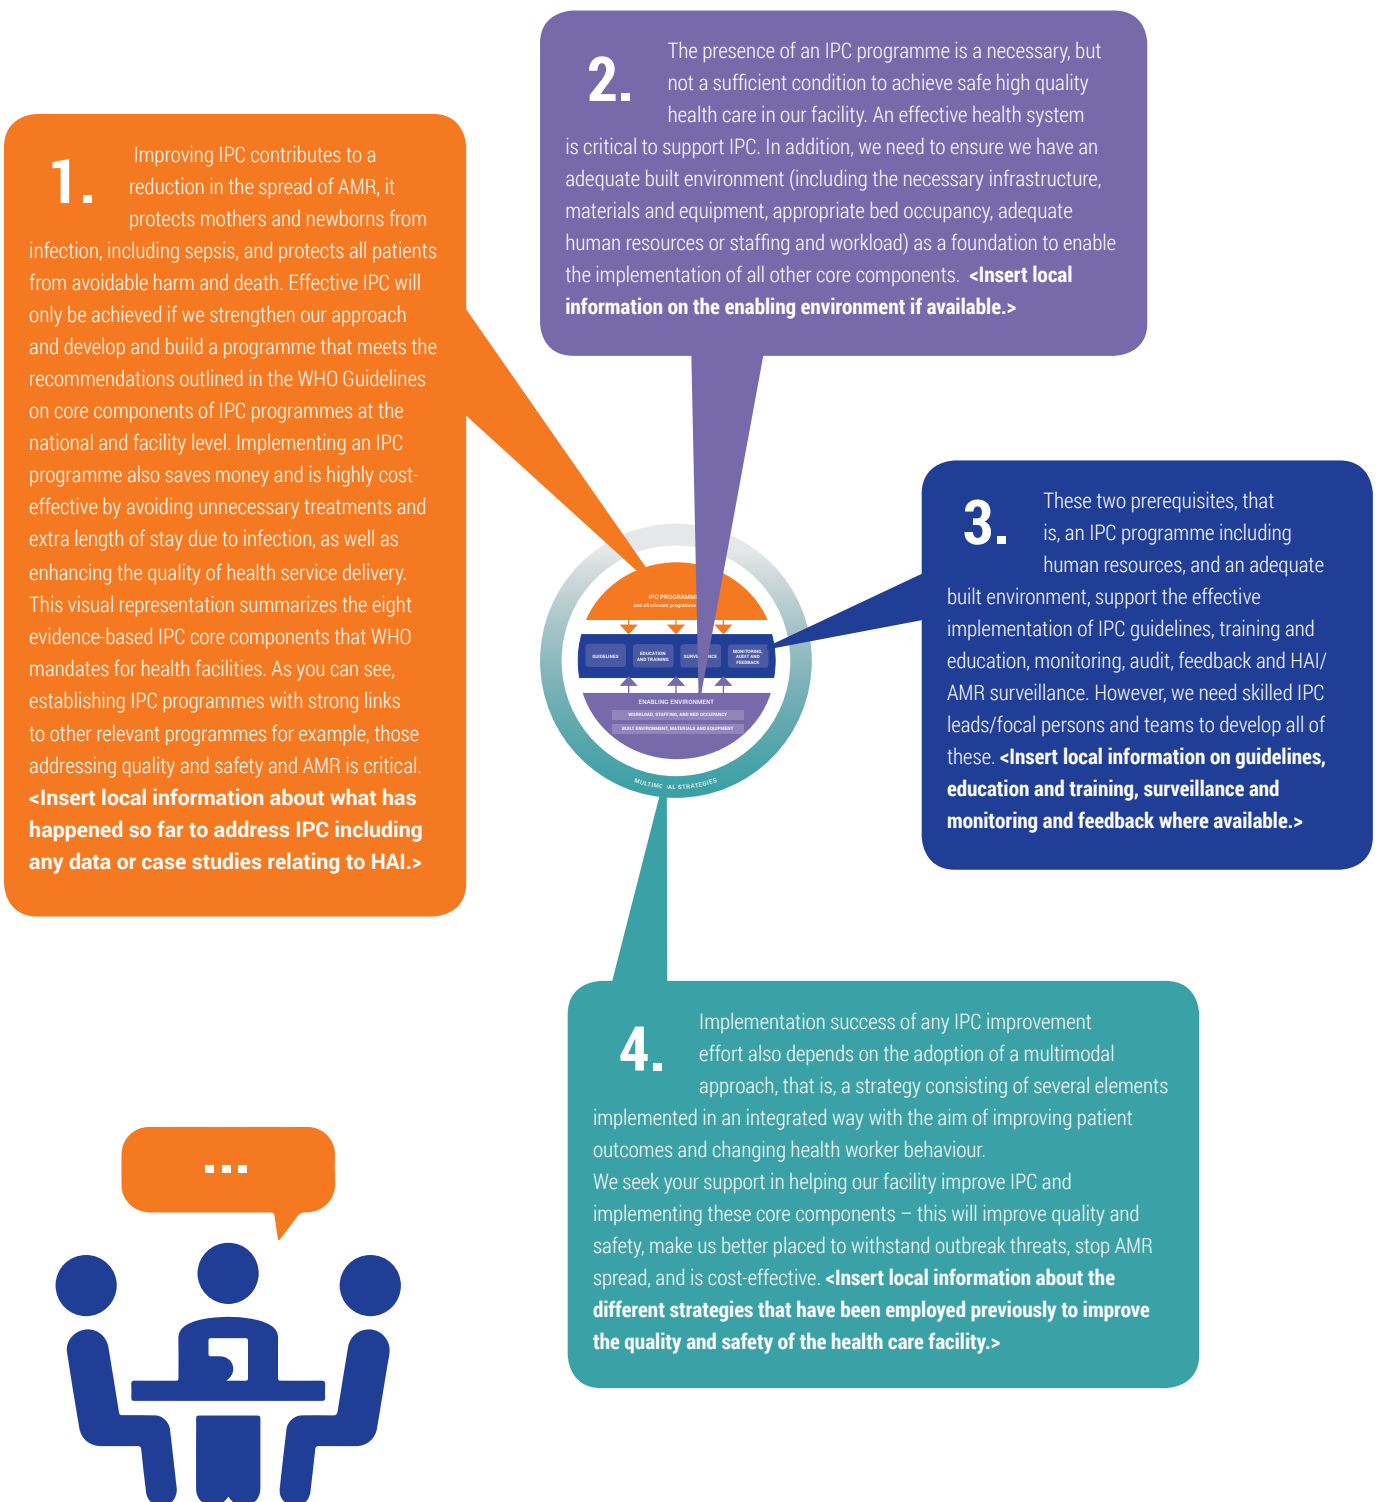 1.
Improving IPC contributes to a
reduction in the spread of AMR, it
protects mothers and newborns from
infection, including sepsis, and protects all patients
from avoidable harm and death. Effective IPC will
only be achieved if we strengthen our approach
and develop and build a programme that meets the
recommendations outlined in the WHO Guidelines
on core components of IPC programmes at the
national and facility level. Implementing an IPC
programme also saves money and is highly cost-
effective by avoiding unnecessary treatments and
extra length of stay due to infection, as well as
enhancing the quality of health service delivery.
This visual representation summarizes the eight
evidence-based IPC core components that WHO
mandates for health facilities. As you can see,
establishing IPC programmes with strong links
to other relevant programmes for example, those
addressing quality and safety and AMR is critical.
<Insert local information about what has
happened so far to address IPC including
any data or case studies relating to HAI.>
2.
The presence of an IPC programme is a necessary, but
not a sufficient condition to achieve safe high quality
health care in our facility. An effective health system
is critical to support IPC. In addition, we need to ensure we have an
adequate built environment (including the necessary infrastructure,
materials and equipment, appropriate bed occupancy, adequate
human resources or staffing and workload) as a foundation to enable
the implementation of all other core components. <Insert local
information on the enabling environment if available.>
3.
These two prerequisites, that
is, an IPC programme including
human resources, and an adequate
built environment, support the effective
implementation of IPC guidelines, training and
education, monitoring, audit, feedback and HAI/
AMR surveillance. However, we need skilled IPC
leads/focal persons and teams to develop all of
these. <Insert local information on guidelines,
education and training, surveillance and
monitoring and feedback where available.>
IPC PROGRAMM
and all relevant programme
GUIDELINES
EDUCATION
AND TRAINING
MONITORING,
AUDIT AND
FEEDBACK
ENABLING ENVIRONMENT
WORKLOAD, STAFFING, AND BED OCCUPANCY
BUILT ENVIRONMENT, MATERIALS AND EQUIPMENT
STRATEGIES
4.
Implementation success of any IPC improvement
effort also depends on the adoption of a multimodal
approach, that is, a strategy consisting of several elements
implemented in an integrated way with the aim of improving patient
outcomes and changing health worker behaviour.
We seek your support in helping our facility improve IPC and
implementing these core components – this will improve quality and
safety, make us better placed to withstand outbreak threats, stop AMR
spread, and is cost-effective. <Insert local information about the
different strategies that have been employed previously to improve
the quality and safety of the health care facility.>